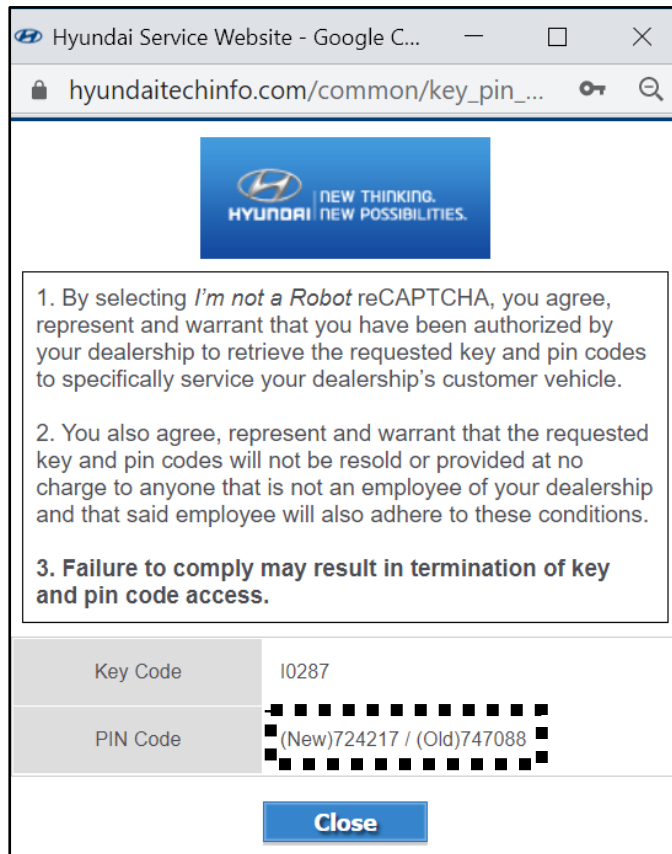 Hyundai Service Website - Google C...
hyundaitechinfo.com/common/key_pin_...
HYUNDAI
NEW THINKING.
NEW POSSIBILITIES.
1. By selecting I'm not a Robot reCAPTCHA, you agree,
represent and warrant that you have been authorized by
your dealership to retrieve the requested key and pin codes
to specifically service your dealership's customer vehicle.
2. You also agree, represent and warrant that the requested
key and pin codes will not be resold or provided at no
charge to anyone that is not an employee of your dealership
and that said employee will also adhere to these conditions.
3. Failure to comply may result in termination of key
and pin code access.
Key Code I0287
PIN Code (New)724217 / (Old)747088
Close